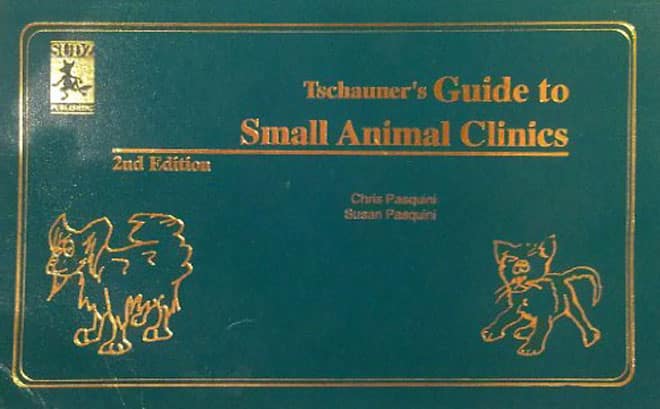 SUDZ
PUBLISHING
Tschauner's Guide to
Small Animal Clinics
2nd Edition
Chris Pasquini
Susan Pasquini